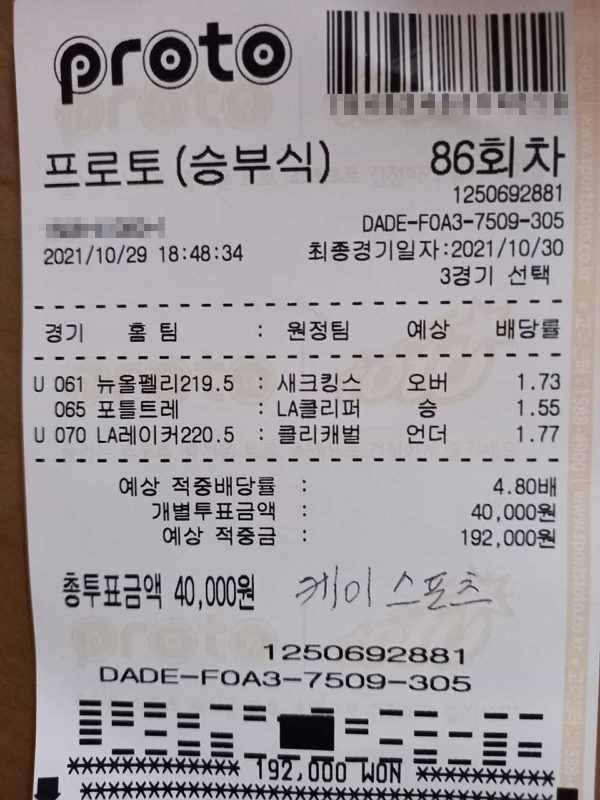 proto
프로토 (승부식) 86회차
1250692881
DADE-F0A3-7509-305
2021/10/29 18:48:34 최종경기일자:2021/10/30
3경기 선택
경기 홈 팀 : 원정팀 예상 배당률
U 061 뉴올펠리219.5 : 새크킹스 오버 1.73
065 포틀트레 : LA클리퍼 승 1.55
U 070 LA레이커220.5 : 클리캐벌 언더 1.77
예상 적중배당률 : 4.80배
개별투표금액 : 40,000원
예상 적중금 : 192,000원
총투표금액 40,000원 케이스포츠
1250692881
DADE-F0A3-7509-305
*********** 192,000 WON ***********